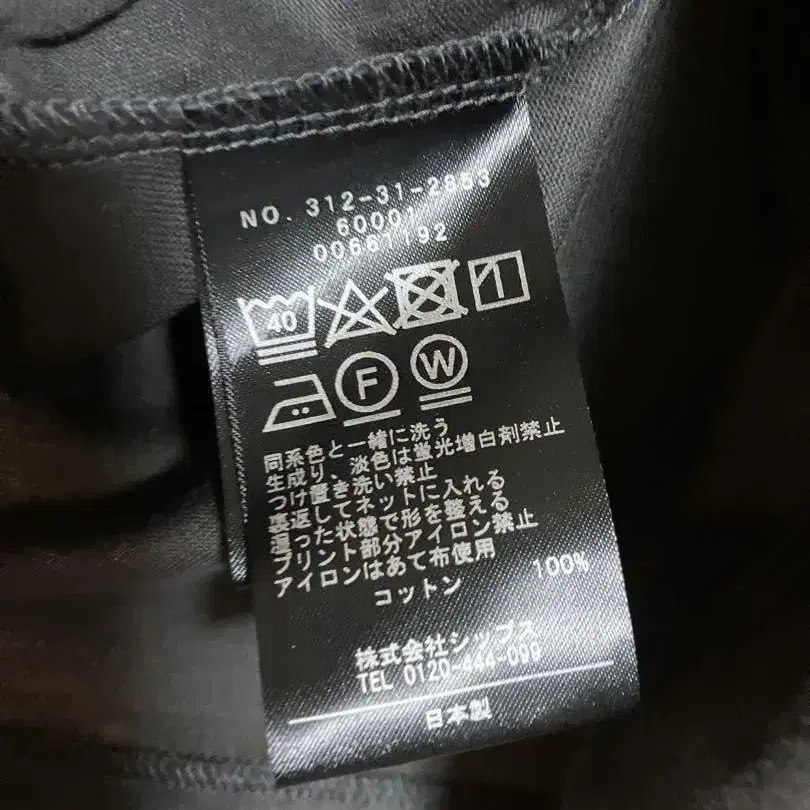 NO. 312-31-2853
60001
00661192
40
F W
同系色と一緒に洗う
生成り、淡色は蛍光増白剤禁止
つけ置き洗い禁止
裏返してネットに入れる
湿った状態で形を整える
プリント部分アイロン禁止
アイロンはあて布使用
コットン 100%
株式会社シップス
TEL 0120-444-099
日本製